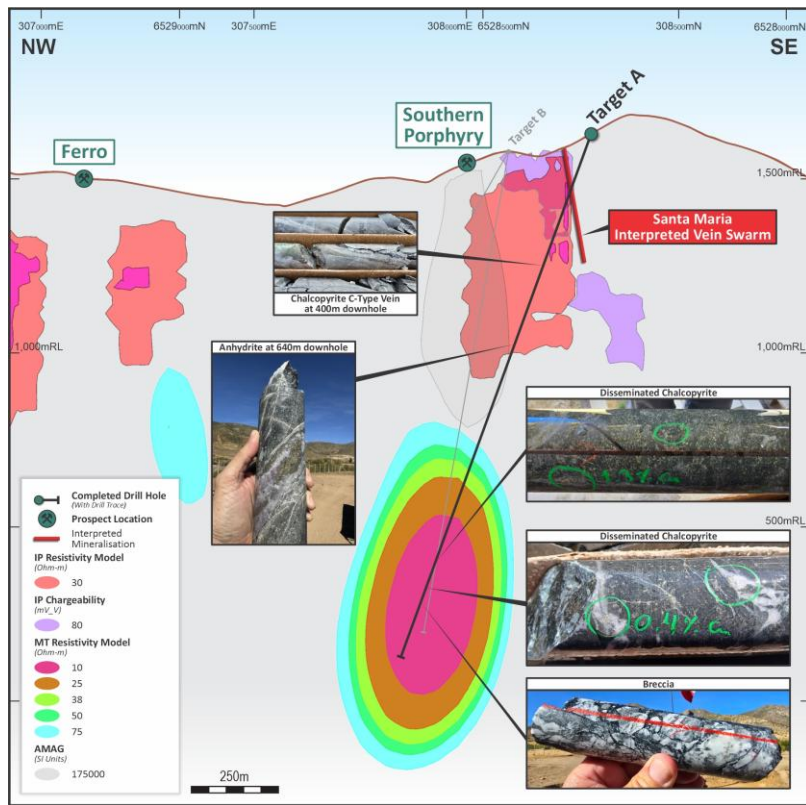 307000mE
6529000mN
307500mE
308000mE
6528500mN
308500mN
6528000mN
NW
SE
Target A
Target B
Southern
Porphyry
Ferro
1,500mRL
1,500mRL
Santa Maria
Interpreted Vein Swarm
Chalcopyrite C-Type Vein
at 400m downhole
Anhydrite at 640m downhole
1,000mRL
1,000mRL
Disseminated Chalcopyrite
500mRL
Disseminated Chalcopyrite
0.4% cu
Breccia
Completed Drill Hole
(With Drill Trace)
Prospect Location
Interpreted
Mineralisation
IP Resistivity Model
(Ohm-m)
30
IP Chargeability
(mV_V)
80
MT Resistivity Model
(Ohm-m)
10
25
38
50
75
AMAG
(SI Units)
175000
250m